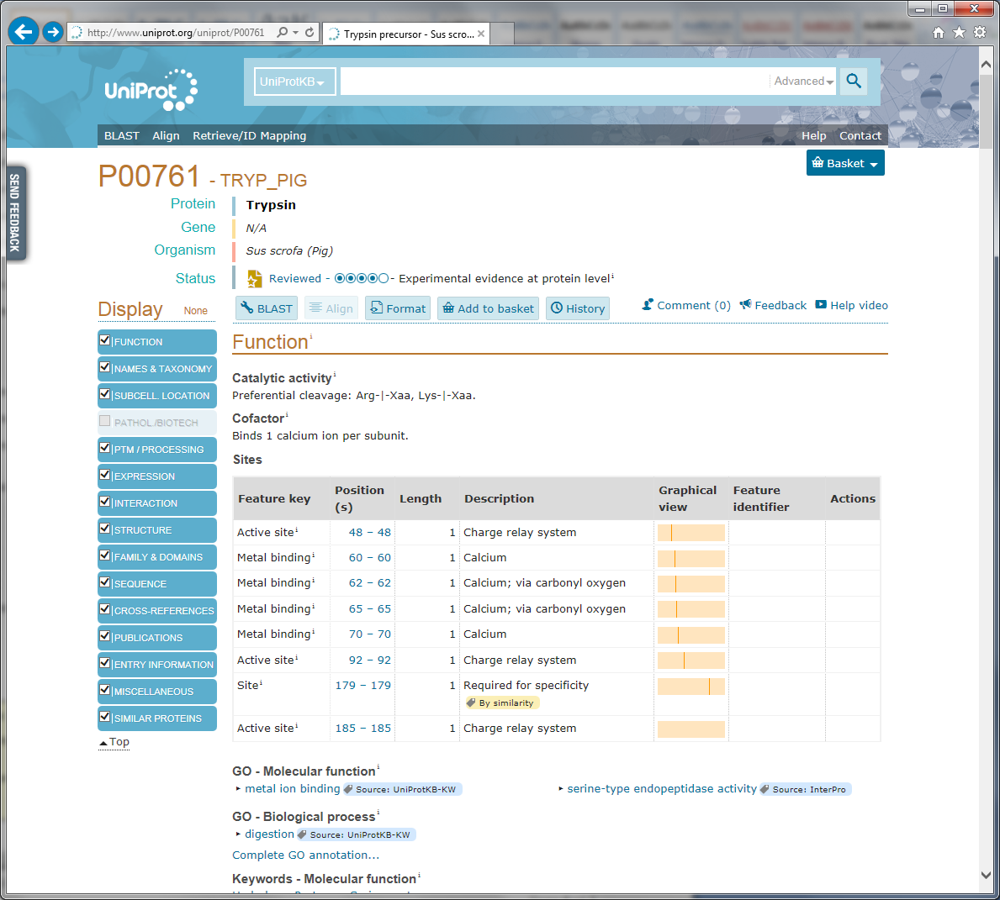 http://www.uniprot.org/uniprot/P00761
Trypsin precursor - Sus scro...
UniProt
UniProtKB
Advanced
BLAST Align Retrieve/ID Mapping Help Contact
Basket
SEND FEEDBACK
P00761 - TRYP_PIG
Protein Trypsin
Gene N/A
Organism Sus scrofa (Pig)
Status Reviewed - - Experimental evidence at protein level i
Display None
BLAST Align Format Add to basket History Comment (0) Feedback Help video
FUNCTION
NAMES & TAXONOMY
SUBCELL. LOCATION
PATHOL./BIOTECH
PTM / PROCESSING
EXPRESSION
INTERACTION
STRUCTURE
FAMILY & DOMAINS
SEQUENCE
CROSS-REFERENCES
PUBLICATIONS
ENTRY INFORMATION
MISCELLANEOUS
SIMILAR PROTEINS
Top
Function i
Catalytic activity i
Preferential cleavage: Arg-|-Xaa, Lys-|-Xaa.
Cofactor i
Binds 1 calcium ion per subunit.
Sites
Feature key Position (s) Length Description Graphical view Feature identifier Actions
Active site i 48 – 48 1 Charge relay system
Metal binding i 60 – 60 1 Calcium
Metal binding i 62 – 62 1 Calcium; via carbonyl oxygen
Metal binding i 65 – 65 1 Calcium; via carbonyl oxygen
Metal binding i 70 – 70 1 Calcium
Active site i 92 – 92 1 Charge relay system
Site i 179 – 179 1 Required for specificity
By similarity
Active site i 185 – 185 1 Charge relay system
GO - Molecular function i
metal ion binding Source: UniProtKB-KW serine-type endopeptidase activity Source: InterPro
GO - Biological process i
digestion Source: UniProtKB-KW
Complete GO annotation...
Keywords - Molecular function i